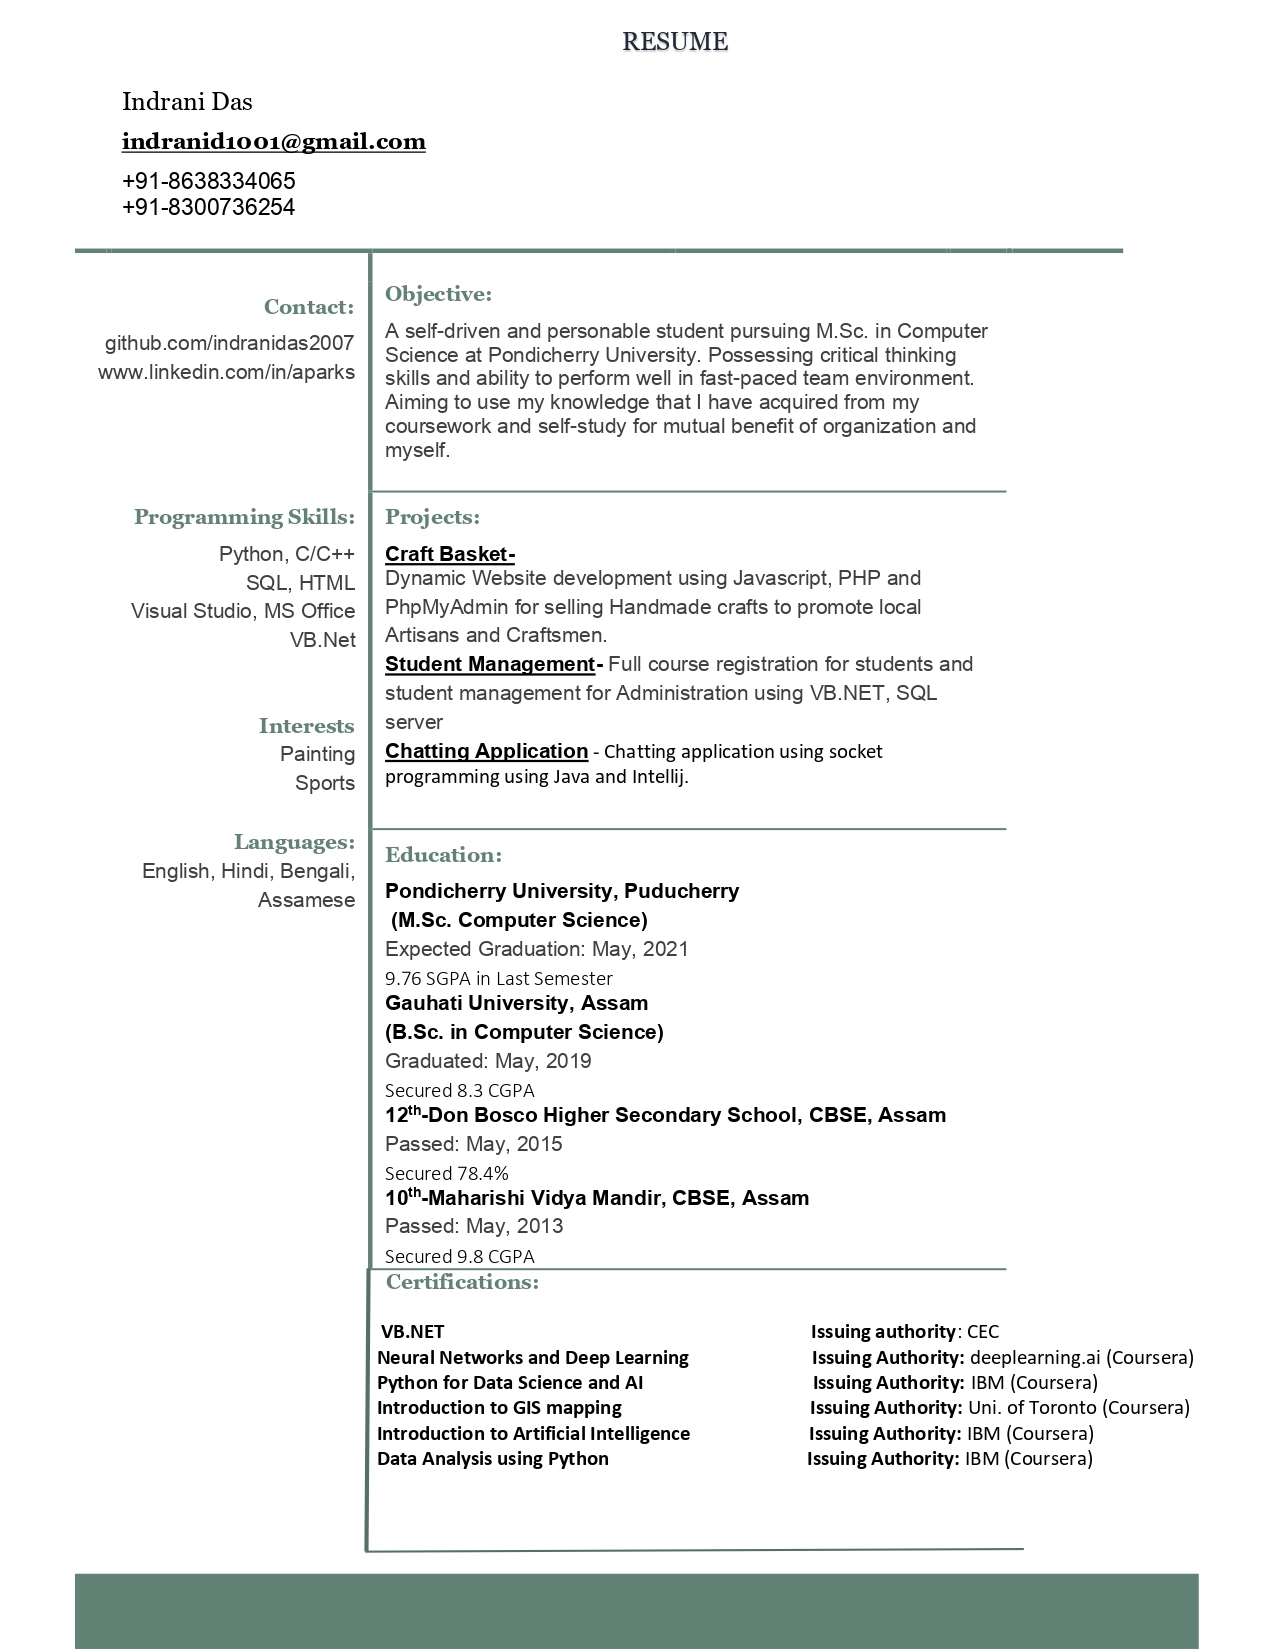 RESUME
Indrani Das
indranid1001@gmail.com
+91-8638334065
+91-8300736254
Contact:
github.com/indranidas2007
www.linkedin.com/in/aparks
Programming Skills:
Python, C/C++
SQL, HTML
Visual Studio, MS Office
VB.Net
Interests
Painting
Sports
Languages:
English, Hindi, Bengali,
Assamese
Objective:
A self-driven and personable student pursuing M.Sc. in Computer
Science at Pondicherry University. Possessing critical thinking
skills and ability to perform well in fast-paced team environment.
Aiming to use my knowledge that I have acquired from my
coursework and self-study for mutual benefit of organization and
myself.
Projects:
Craft Basket-
Dynamic Website development using Javascript, PHP and
PhpMyAdmin for selling Handmade crafts to promote local
Artisans and Craftsmen.
Student Management- Full course registration for students and
student management for Administration using VB.NET, SQL
server
Chatting Application - Chatting application using socket
programming using Java and Intellij.
Education:
Pondicherry University, Puducherry
(M.Sc. Computer Science)
Expected Graduation: May, 2021
9.76 SGPA in Last Semester
Gauhati University, Assam
(B.Sc. in Computer Science)
Graduated: May, 2019
Secured 8.3 CGPA
12th-Don Bosco Higher Secondary School, CBSE, Assam
Passed: May, 2015
Secured 78.4%
10th-Maharishi Vidya Mandir, CBSE, Assam
Passed: May, 2013
Secured 9.8 CGPA
Certifications:
VB.NET Issuing authority: CEC
Neural Networks and Deep Learning Issuing Authority: deeplearning.ai (Coursera)
Python for Data Science and AI Issuing Authority: IBM (Coursera)
Introduction to GIS mapping Issuing Authority: Uni. of Toronto (Coursera)
Introduction to Artificial Intelligence Issuing Authority: IBM (Coursera)
Data Analysis using Python Issuing Authority: IBM (Coursera)